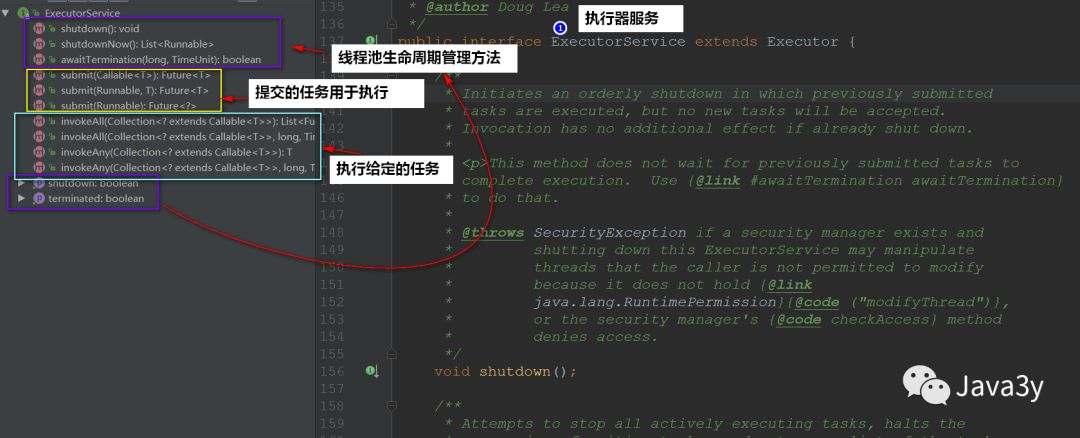 ExecutorService
shutdown(): void
shutdownNow(): List<Runnable>
awaitTermination(long, TimeUnit): boolean
submit(Callable<T>): Future<T>
submit(Runnable, T): Future<T>
submit(Runnable): Future<?>
invokeAll(Collection<? extends Callable<T>>): List<Fu
invokeAll(Collection<? extends Callable<T>>, long, Tim
invokeAny(Collection<? extends Callable<T>>): T
invokeAny(Collection<? extends Callable<T>>, long, T
shutdown: boolean
terminated: boolean
线程池生命周期管理方法
提交的任务用于执行
执行给定的任务
执行器服务
1
135 * @author Doug Lea
136 */
137 public interface ExecutorService extends Executor {
/**
* Initiates an orderly shutdown in which previously submitted
141 * tasks are executed, but no new tasks will be accepted.
142 * Invocation has no additional effect if already shut down.
143 *
<p>This method does not wait for previously submitted tasks to
complete execution. Use {@link #awaitTermination awaitTermination}
146 * to do that.
147 *
148 * @throws SecurityException if a security manager exists and
149 * shutting down this ExecutorService may manipulate
150 * threads that the caller is not permitted to modify
151 * because it does not hold {@link
152 * java.lang.RuntimePermission}{@code ("modifyThread")},
153 * or the security manager's {@code checkAccess} method
154 * denies access.
155 */
156 void shutdown();
157
158 /**
159 * Attempts to stop all actively executing tasks, halts the
Java3y